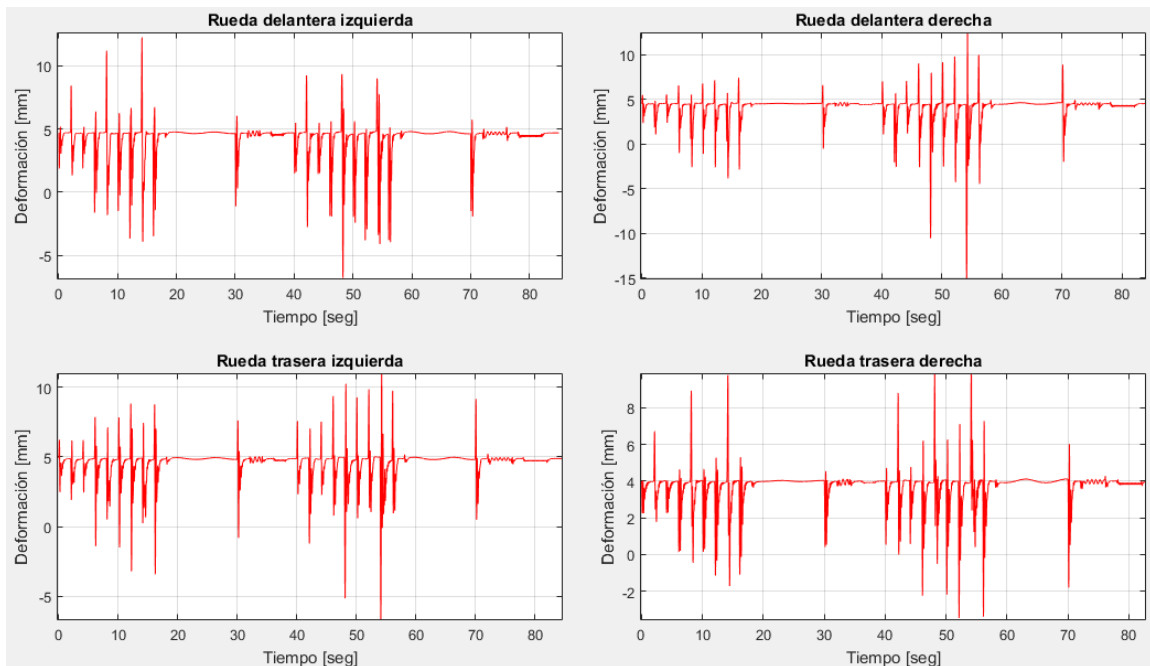 Rueda delantera izquierda
Deformación [mm]
10
5
0
-5
0 10 20 30 40 50 60 70 80
Tiempo [seg]
Rueda delantera derecha
Deformación [mm]
10
5
0
-5
-10
-15
0 10 20 30 40 50 60 70 80
Tiempo [seg]
Rueda trasera izquierda
Deformación [mm]
10
5
0
-5
0 10 20 30 40 50 60 70 80
Tiempo [seg]
Rueda trasera derecha
Deformación [mm]
8
6
4
2
0
-2
0 10 20 30 40 50 60 70 80
Tiempo [seg]